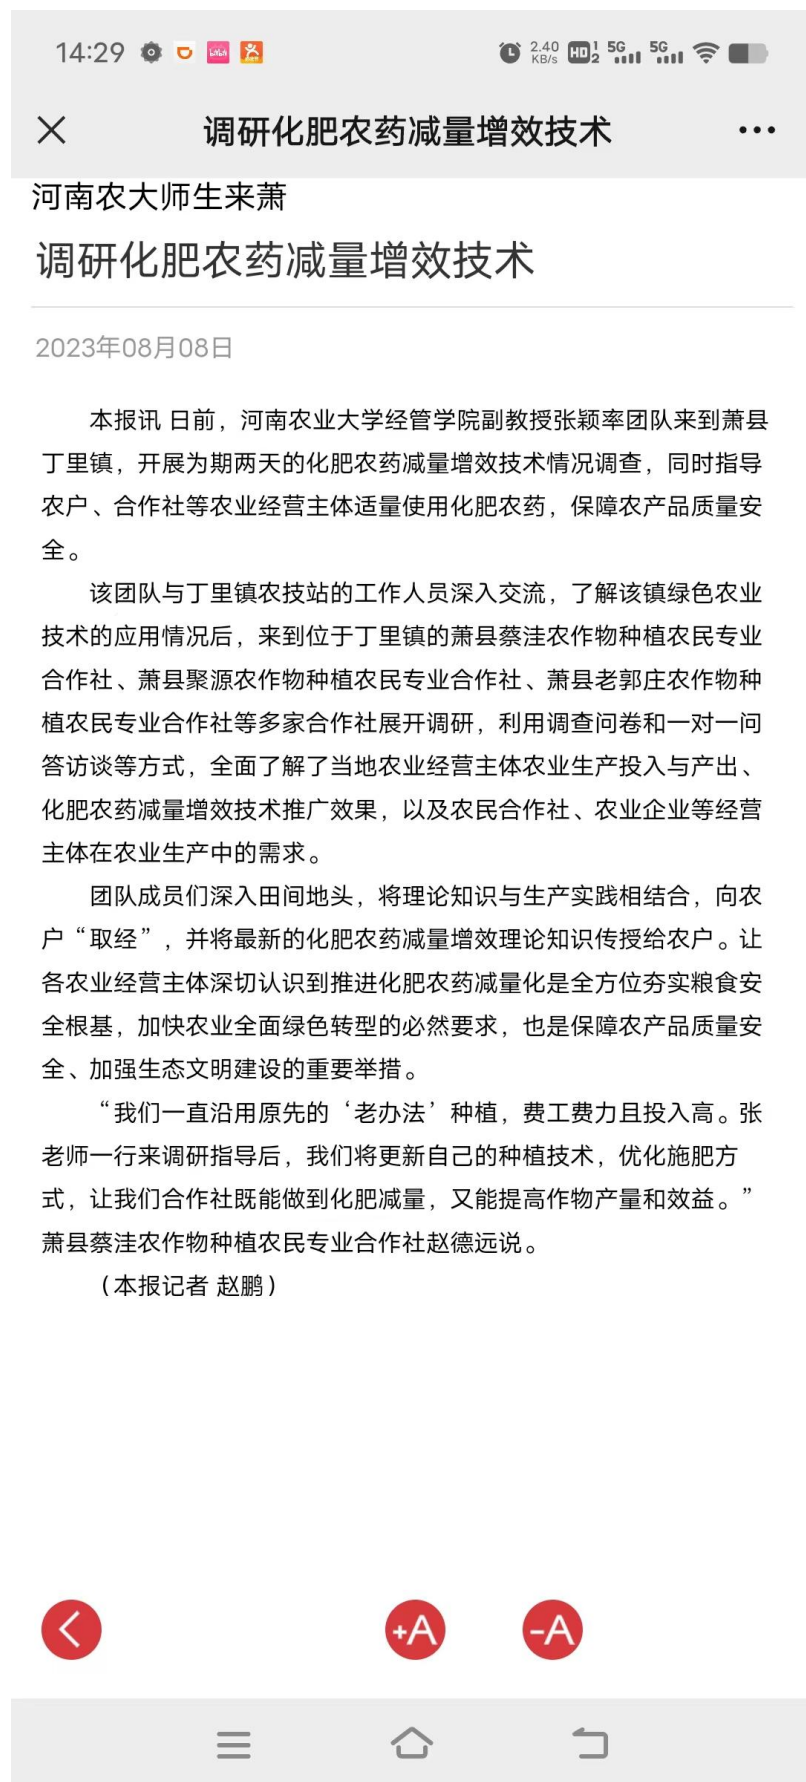 14:29
2.40
KB/s
HD 1 2
5G
5G
调研化肥农药减量增效技术
河南农大师生来萧
调研化肥农药减量增效技术
2023年08月08日
本报讯 日前，河南农业大学经管学院副教授张颖率团队来到萧县
丁里镇，开展为期两天的化肥农药减量增效技术情况调查，同时指导
农户、合作社等农业经营主体适量使用化肥农药，保障农产品质量安
全。
该团队与丁里镇农技站的工作人员深入交流，了解该镇绿色农业
技术的应用情况后，来到位于丁里镇的萧县蔡洼农作物种植农民专业
合作社、萧县聚源农作物种植农民专业合作社、萧县老郭庄农作物种
植农民专业合作社等多家合作社展开调研，利用调查问卷和一对一问
答访谈等方式，全面了解了当地农业经营主体农业生产投入与产出、
化肥农药减量增效技术推广效果，以及农民合作社、农业企业等经营
主体在农业生产中的需求。
团队成员们深入田间地头，将理论知识与生产实践相结合，向农
户“取经”，并将最新的化肥农药减量增效理论知识传授给农户。让
各农业经营主体深切认识到推进化肥农药减量化是全方位夯实粮食安
全根基，加快农业全面绿色转型的必然要求，也是保障农产品质量安
全、加强生态文明建设的重要举措。
“我们一直沿用原先的‘老办法’种植，费工费力且投入高。张
老师一行来调研指导后，我们将更新自己的种植技术，优化施肥方
式，让我们合作社既能做到化肥减量，又能提高作物产量和效益。”
萧县蔡洼农作物种植农民专业合作社赵德远说。
（本报记者 赵鹏）
+A
-A